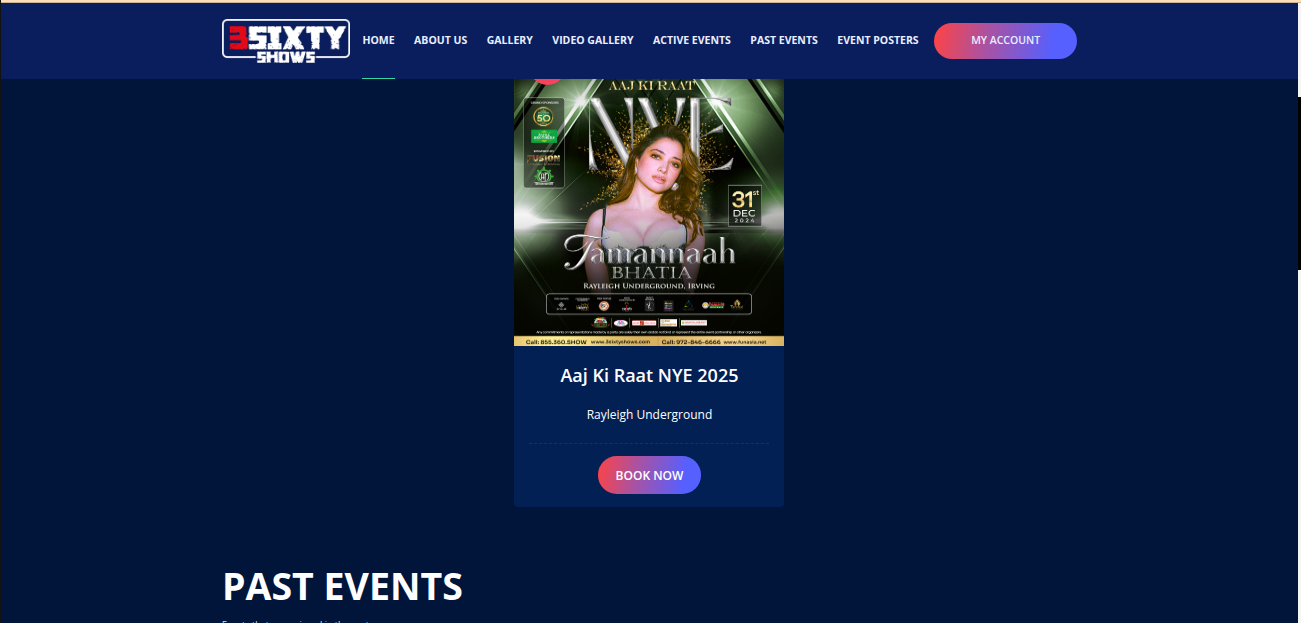 3SIXTY
SHOWS
HOME
ABOUT US
GALLERY
VIDEO GALLERY
ACTIVE EVENTS
PAST EVENTS
EVENT POSTERS
MY ACCOUNT
AAJ KI RAAT
NYE
50
FUSION
31st
DEC
2024
Tamannaah
BHATIA
RAYLEIGH UNDERGROUND, IRVING
Call: 855.360.SHOW www.3sixtyshows.com Call: 972-846-6666 www.funasia.net
Aaj Ki Raat NYE 2025
Rayleigh Underground
BOOK NOW
PAST EVENTS